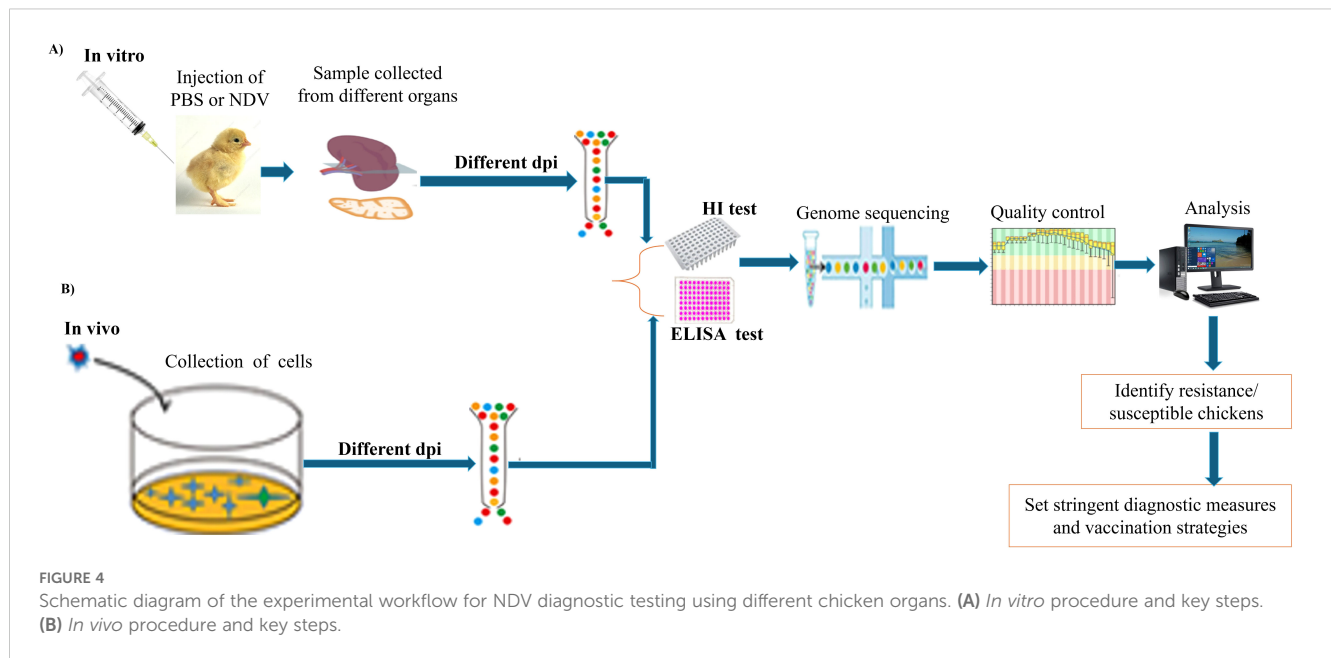 A)
In vitro
Injection of
PBS or NDV
Sample collected
from different organs
Different dpi
HI test
ELISA test
Genome sequencing
Quality control
Analysis
Identify resistance/
susceptible chickens
Set stringent diagnostic measures
and vaccination strategies
B)
In vivo
Collection of cells
Different dpi
FIGURE 4
Schematic diagram of the experimental workflow for NDV diagnostic testing using different chicken organs. (A) In vitro procedure and key steps.
(B) In vivo procedure and key steps.